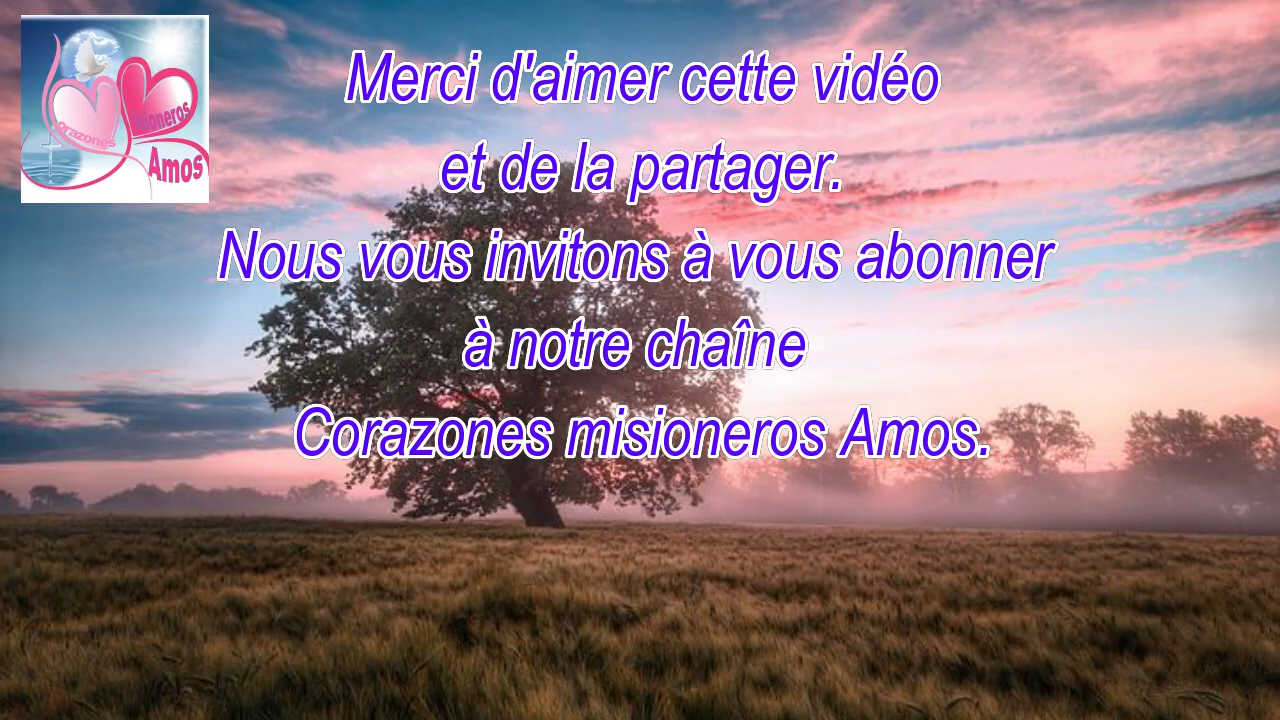 Corazones
Misioneros
Amos
Merci d'aimer cette vidéo
et de la partager.
Nous vous invitons à vous abonner
à notre chaîne
Corazones misioneros Amos.